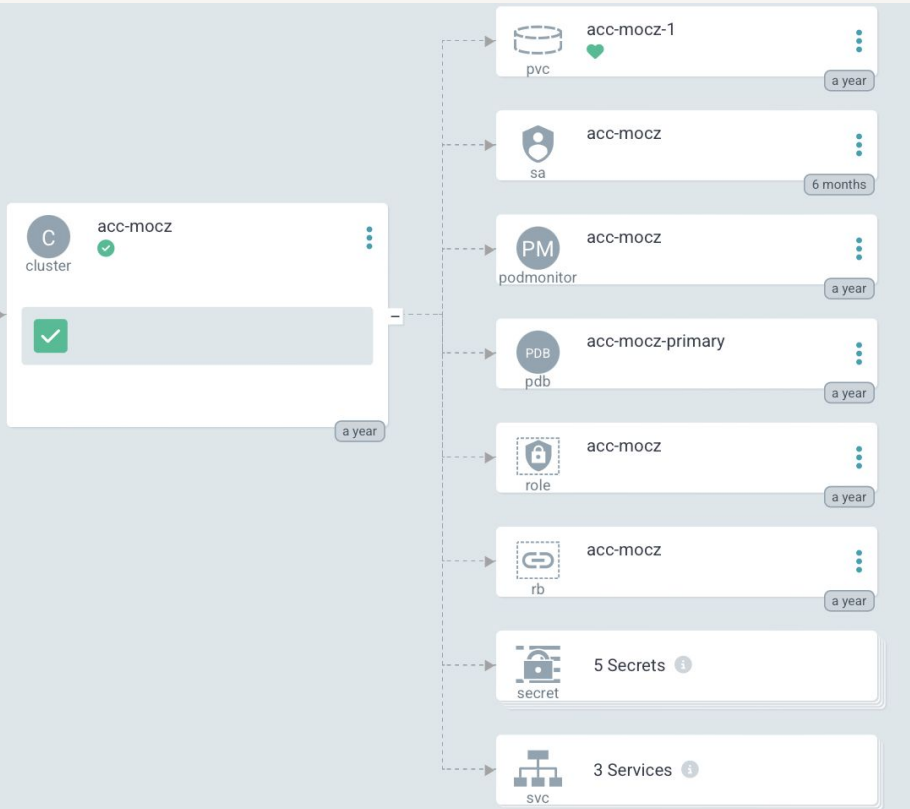 acc-mocz-1
pvc
a year
acc-mocz
sa
6 months
C
acc-mocz
cluster
a year
PM
acc-mocz
podmonitor
a year
PDB
acc-mocz-primary
pdb
a year
acc-mocz
role
a year
acc-mocz
rb
a year
5 Secrets
secret
3 Services
svc